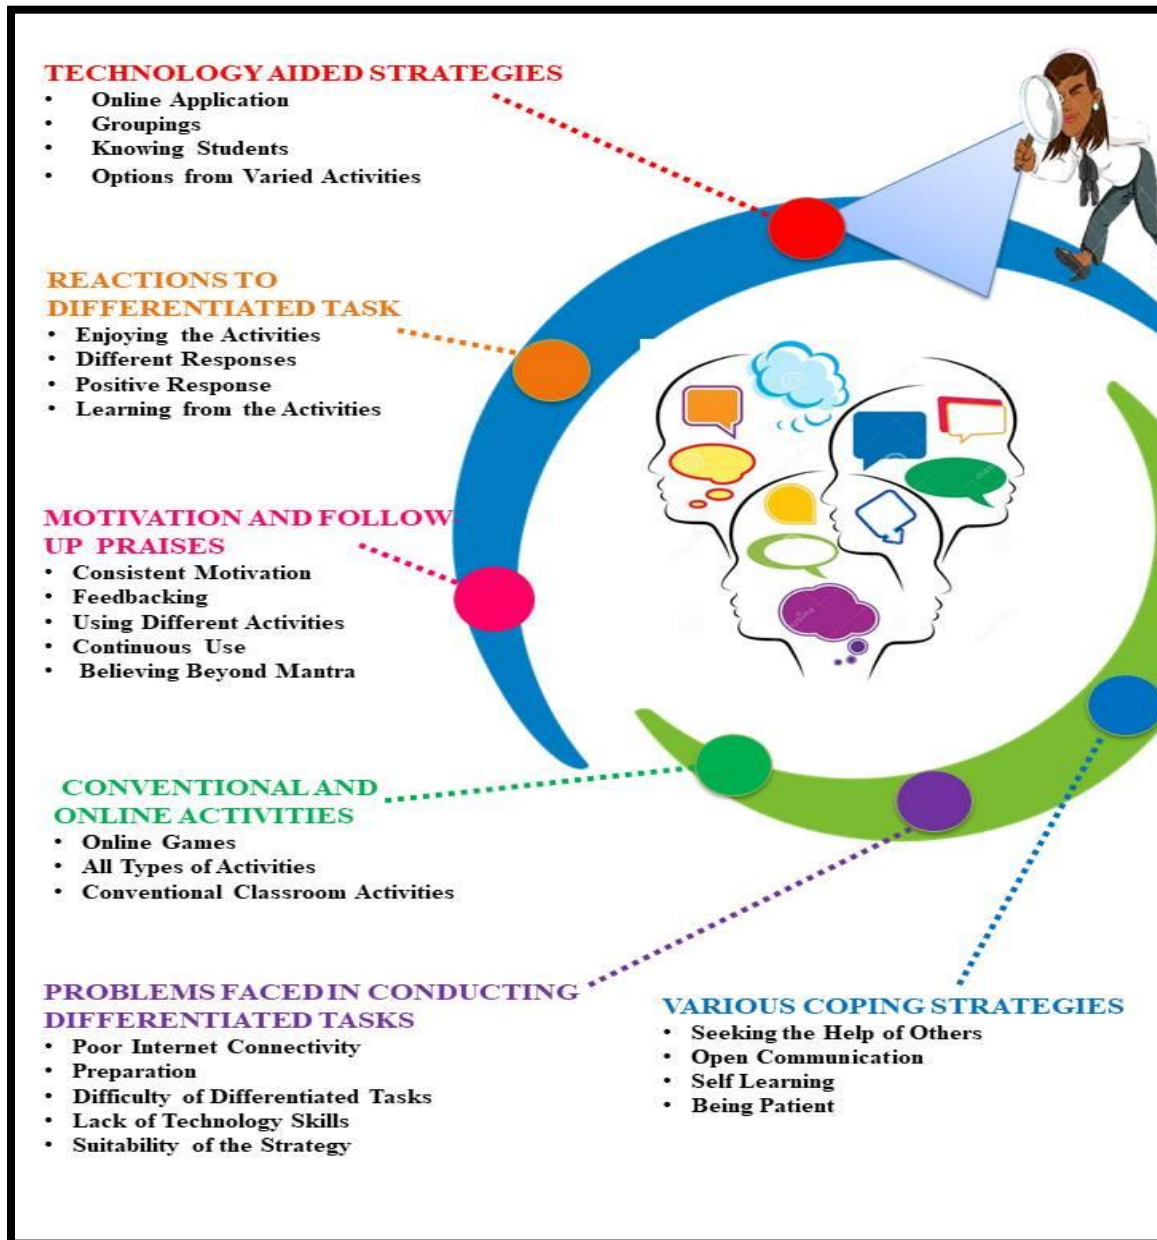 TECHNOLOGY AIDED STRATEGIES
• Online Application
• Groupings
• Knowing Students
• Options from Varied Activities
REACTIONS TO
DIFFERENTIATED TASK
• Enjoying the Activities
• Different Responses
• Positive Response
• Learning from the Activities
MOTIVATION AND FOLLOW-
UP PRAISES
• Consistent Motivation
• Feedbacking
• Using Different Activities
• Continuous Use
• Believing Beyond Mantra
CONVENTIONAL AND
ONLINE ACTIVITIES
• Online Games
• All Types of Activities
• Conventional Classroom Activities
PROBLEMS FACED IN CONDUCTING
DIFFERENTIATED TASKS
• Poor Internet Connectivity
• Preparation
• Difficulty of Differentiated Tasks
• Lack of Technology Skills
• Suitability of the Strategy
VARIOUS COPING STRATEGIES
• Seeking the Help of Others
• Open Communication
• Self Learning
• Being Patient